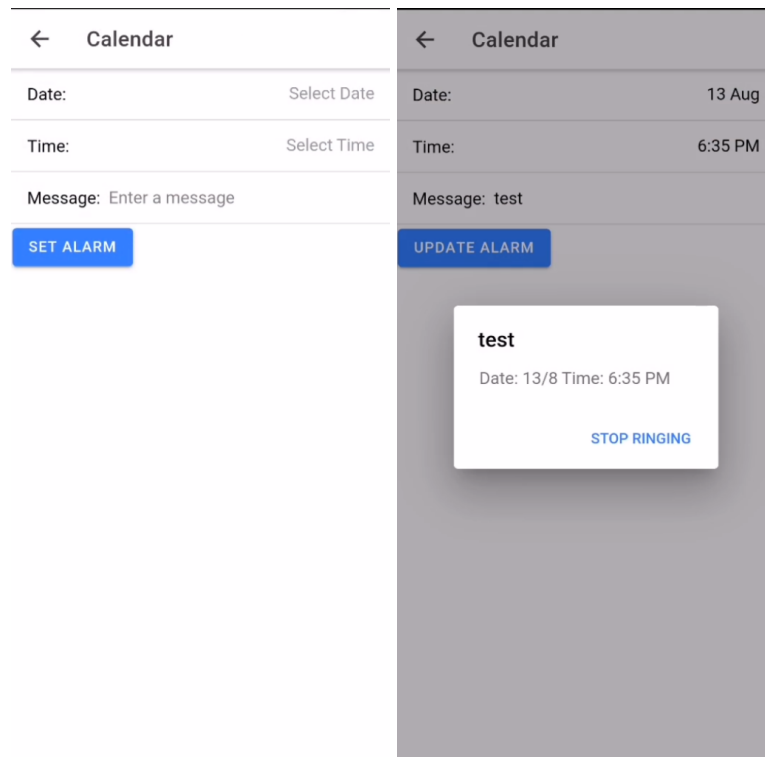 Calendar
Date: Select Date
Time: Select Time
Message: Enter a message
SET ALARM
Calendar
Date: 13 Aug
Time: 6:35 PM
Message: test
UPDATE ALARM
test
Date: 13/8 Time: 6:35 PM
STOP RINGING